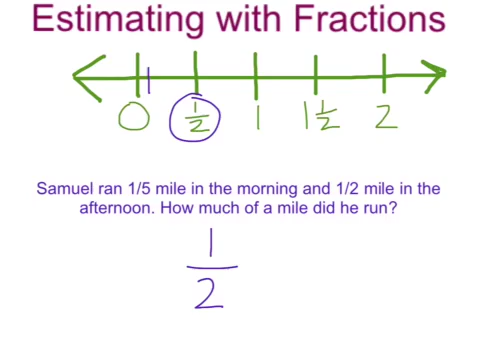 Estimating with Fractions
0 1/2 1 1 1/2 2
Samuel ran 1/5 mile in the morning and 1/2 mile in the
afternoon. How much of a mile did he run?
1
2